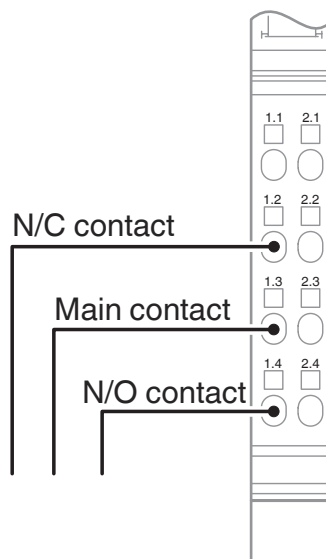 1.1 2.1
1.2 2.2
N/C contact
1.3 2.3
Main contact
1.4 2.4
N/O contact